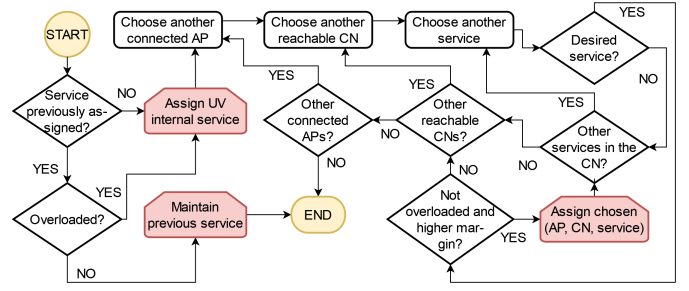 START
Choose another
connected AP
Choose another
reachable CN
Choose another
service
YES
Desired
service?
NO
Service
previously as-
signed?
NO
Assign UV
internal service
YES
Other
connected
APs?
NO
YES
Other
reachable
CNs?
NO
YES
Other
services in the
CN?
NO
YES
Overloaded?
YES
NO
Maintain
previous service
END
Not
overloaded and
higher mar-
gin?
NO
YES
Assign chosen
(AP, CN, service)